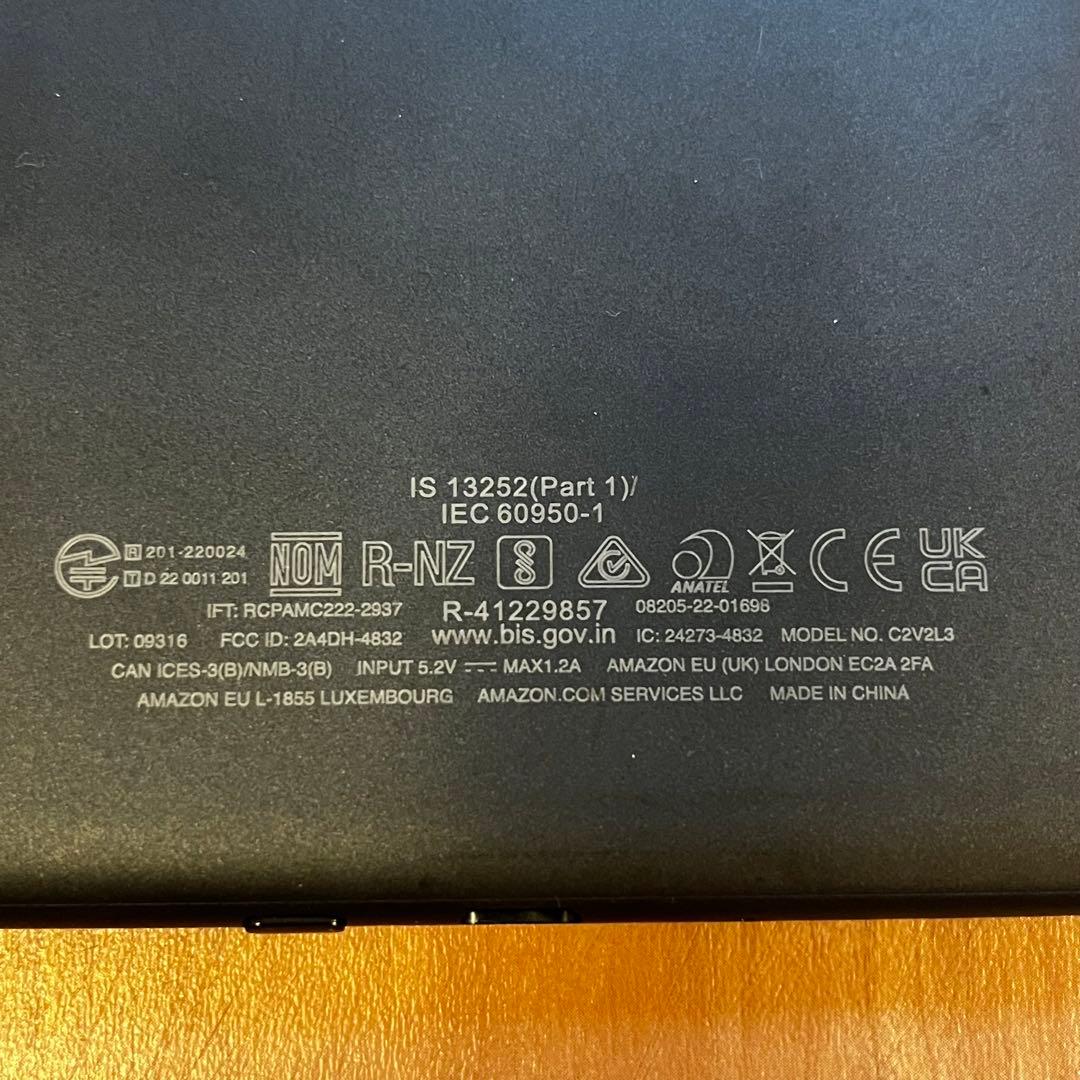 IS 13252(Part 1)/
IEC 60950-1
R 201-220024
T D 22 0011 201
NOM R-NZ ANATEL CE UK CA
IFT: RCPAMC222-2937 R-41229857 08205-22-01698
LOT: 09316 FCC ID: 2A4DH-4832 www.bis.gov.in IC: 24273-4832 MODEL NO. C2V2L3
CAN ICES-3(B)/NMB-3(B) INPUT 5.2V ⎓ MAX1.2A AMAZON EU (UK) LONDON EC2A 2FA
AMAZON EU L-1855 LUXEMBOURG AMAZON.COM SERVICES LLC MADE IN CHINA